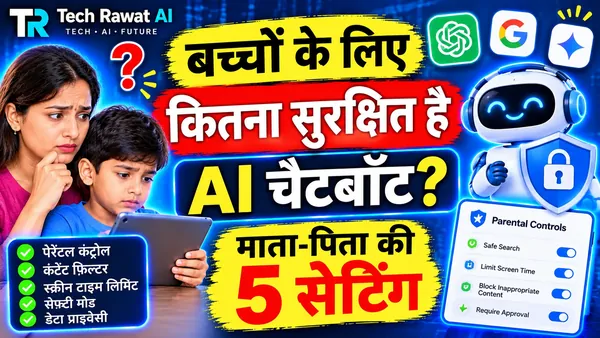 TR Tech Rawat AI
TECH • AI • FUTURE
?
बच्चों के लिए
कितना सुरक्षित है
AI चैटबॉट?
माता-पिता की
5 सेटिंग
पेरेंटल कंट्रोल
कंटेंट फ़िल्टर
स्क्रीन टाइम लिमिट
सेफ़्टी मोड
डेटा प्राइवेसी
G
Parental Controls
Safe Search
Limit Screen Time
Block Inappropriate
Content
Require Approval